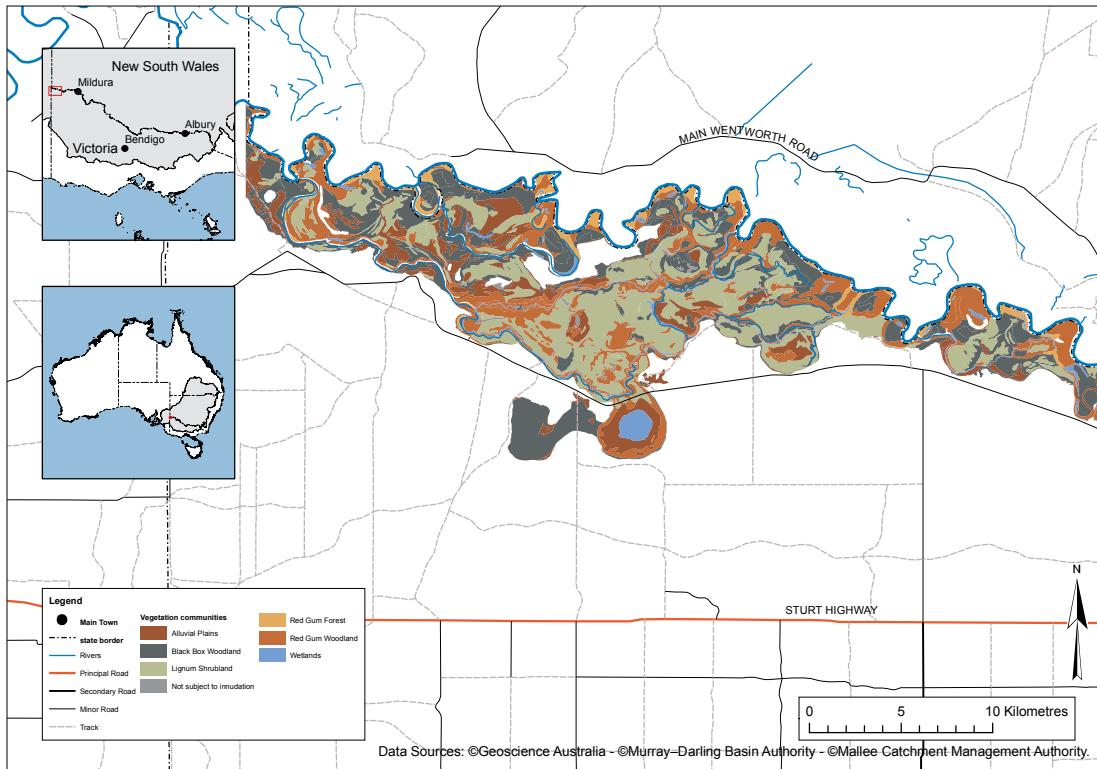 New South Wales
Mildura
Albury
Bendigo
Victoria
MAIN WENTWORTH ROAD
STURT HIGHWAY
N
Legend
Main Town
state border
Rivers
Principal Road
Secondary Road
Minor Road
Track
Vegetation communities
Alluvial Plains
Black Box Woodland
Lignum Shrubland
Not subject to innudation
Red Gum Forest
Red Gum Woodland
Wetlands
0 5 10 Kilometres
Data Sources: ©Geoscience Australia - ©Murray–Darling Basin Authority - ©Mallee Catchment Management Authority.